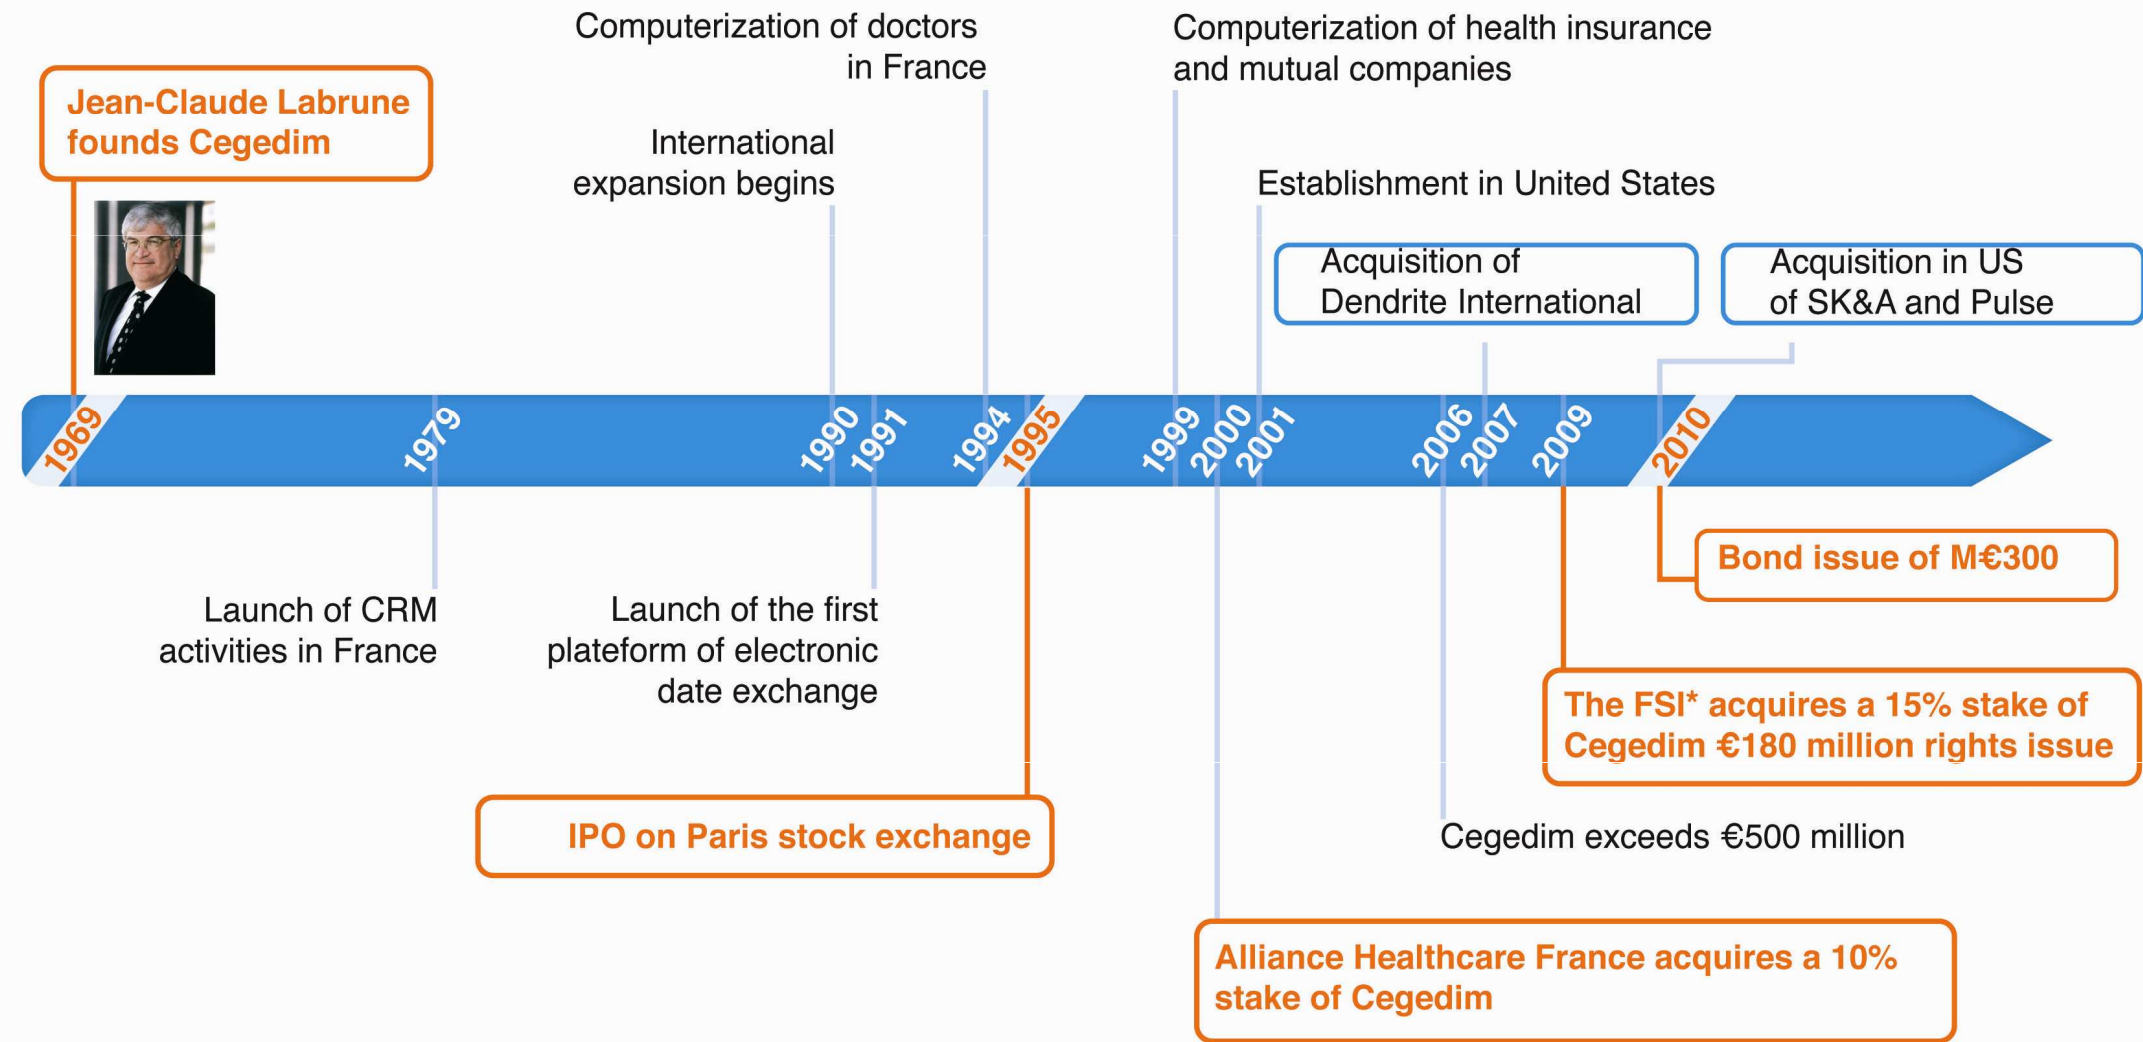 Computerization of doctors
in France
Computerization of health insurance
and mutual companies
Jean-Claude Labrune
founds Cegedim
International
expansion begins
Establishment in United States
Acquisition of
Dendrite International
Acquisition in US
of SK&A and Pulse
1969
1979
1990
1991
1994
1995
1999
2000
2001
2006
2007
2009
2010
Bond issue of M€300
Launch of CRM
activities in France
Launch of the first
plateform of electronic
date exchange
The FSI* acquires a 15% stake of
Cegedim €180 million rights issue
IPO on Paris stock exchange
Cegedim exceeds €500 million
Alliance Healthcare France acquires a 10%
stake of Cegedim